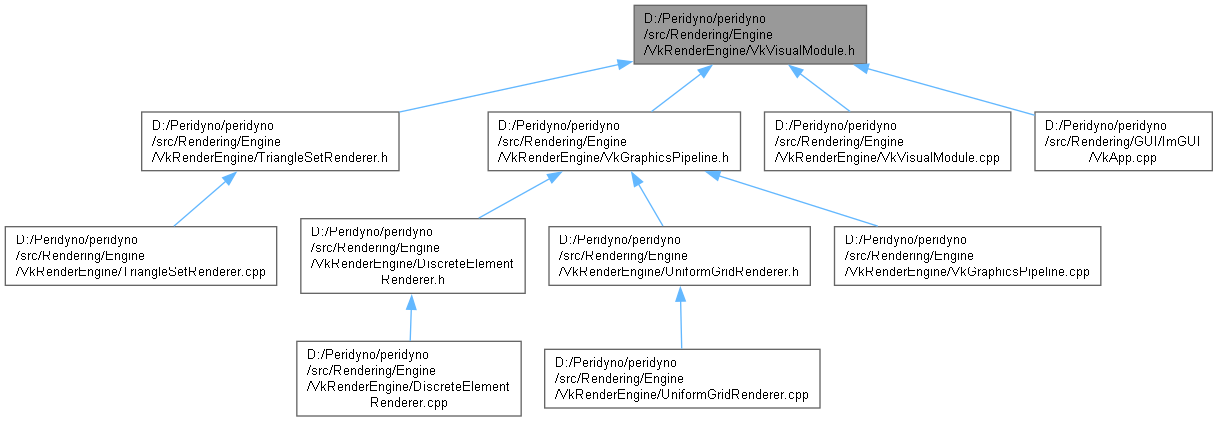 D:/Peridyno/peridyno
/src/Rendering/Engine
/VkRenderEngine/VkVisualModule.h
D:/Peridyno/peridyno
/src/Rendering/Engine
/VkRenderEngine/TriangleSetRenderer.h
D:/Peridyno/peridyno
/src/Rendering/Engine
/VkRenderEngine/VkGraphicsPipeline.h
D:/Peridyno/peridyno
/src/Rendering/Engine
/VkRenderEngine/VkVisualModule.cpp
D:/Peridyno/peridyno
/src/Rendering/GUI/ImGUI
/VkApp.cpp
D:/Peridyno/peridyno
/src/Rendering/Engine
/VkRenderEngine/TriangleSetRenderer.cpp
D:/Peridyno/peridyno
/src/Rendering/Engine
/VkRenderEngine/DiscreteElement
Renderer.h
D:/Peridyno/peridyno
/src/Rendering/Engine
/VkRenderEngine/UniformGridRenderer.h
D:/Peridyno/peridyno
/src/Rendering/Engine
/VkRenderEngine/VkGraphicsPipeline.cpp
D:/Peridyno/peridyno
/src/Rendering/Engine
/VkRenderEngine/DiscreteElement
Renderer.cpp
D:/Peridyno/peridyno
/src/Rendering/Engine
/VkRenderEngine/UniformGridRenderer.cpp